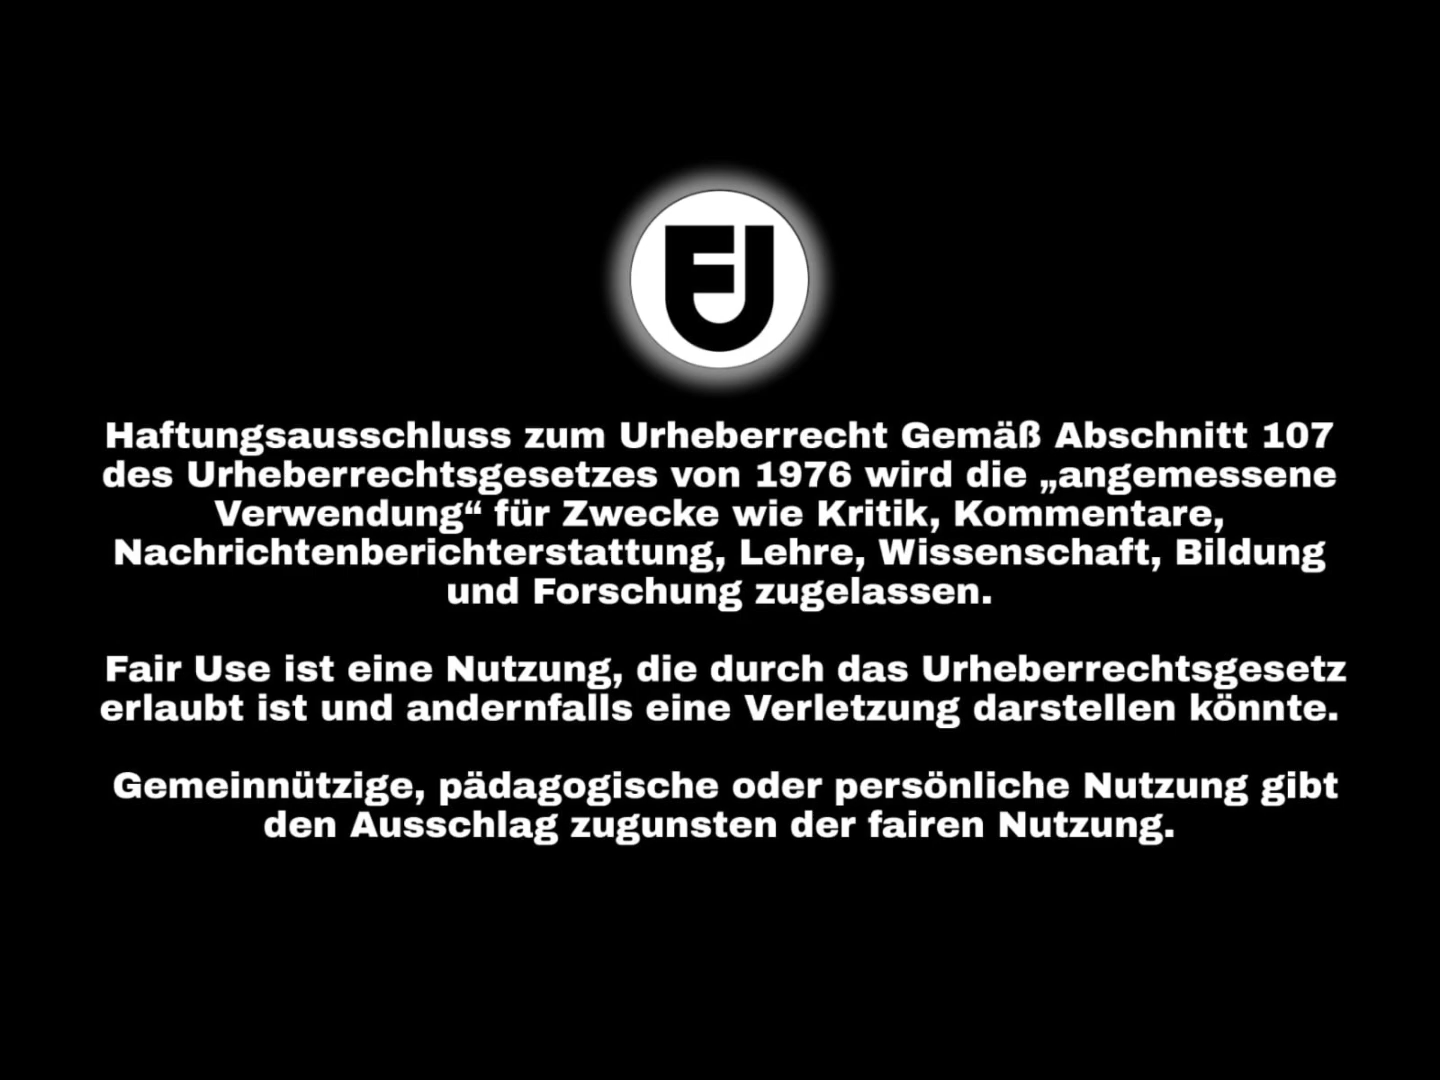 Haftungsausschluss zum Urheberrecht Gemäß Abschnitt 107
des Urheberrechtsgesetzes von 1976 wird die „angemessene
Verwendung“ für Zwecke wie Kritik, Kommentare,
Nachrichtenberichterstattung, Lehre, Wissenschaft, Bildung
und Forschung zugelassen.
Fair Use ist eine Nutzung, die durch das Urheberrechtsgesetz
erlaubt ist und andernfalls eine Verletzung darstellen könnte.
Gemeinnützige, pädagogische oder persönliche Nutzung gibt
den Ausschlag zugunsten der fairen Nutzung.